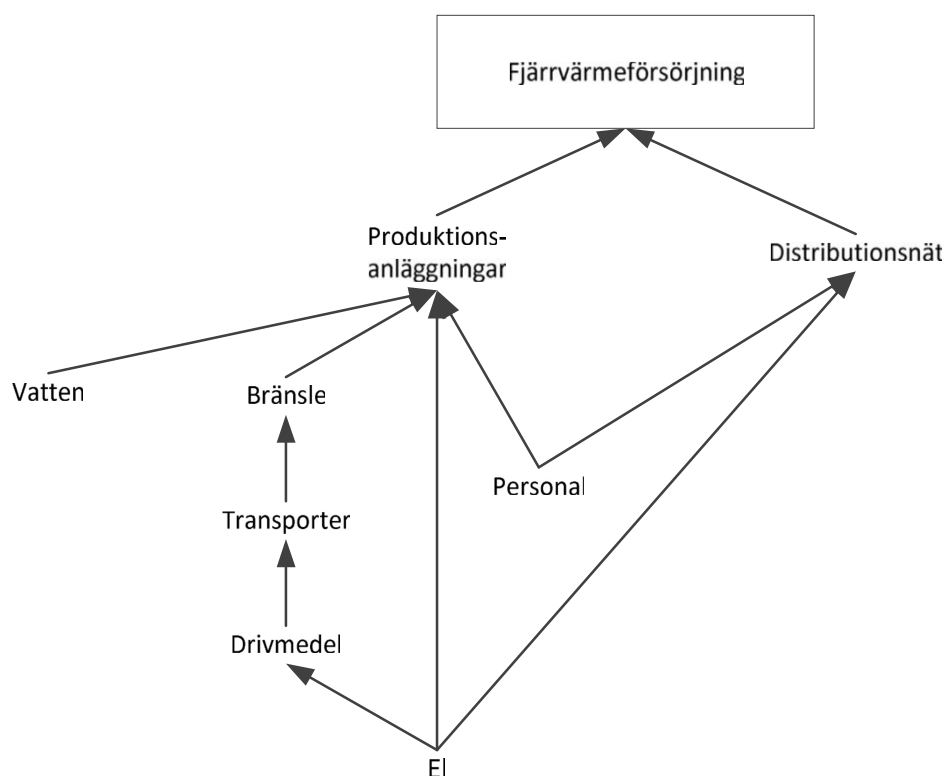 Fjärrvärmeförsörjning
Produktions-
anläggningar
Distributionsnät
Vatten
Bränsle
Personal
Transporter
Drivmedel
El